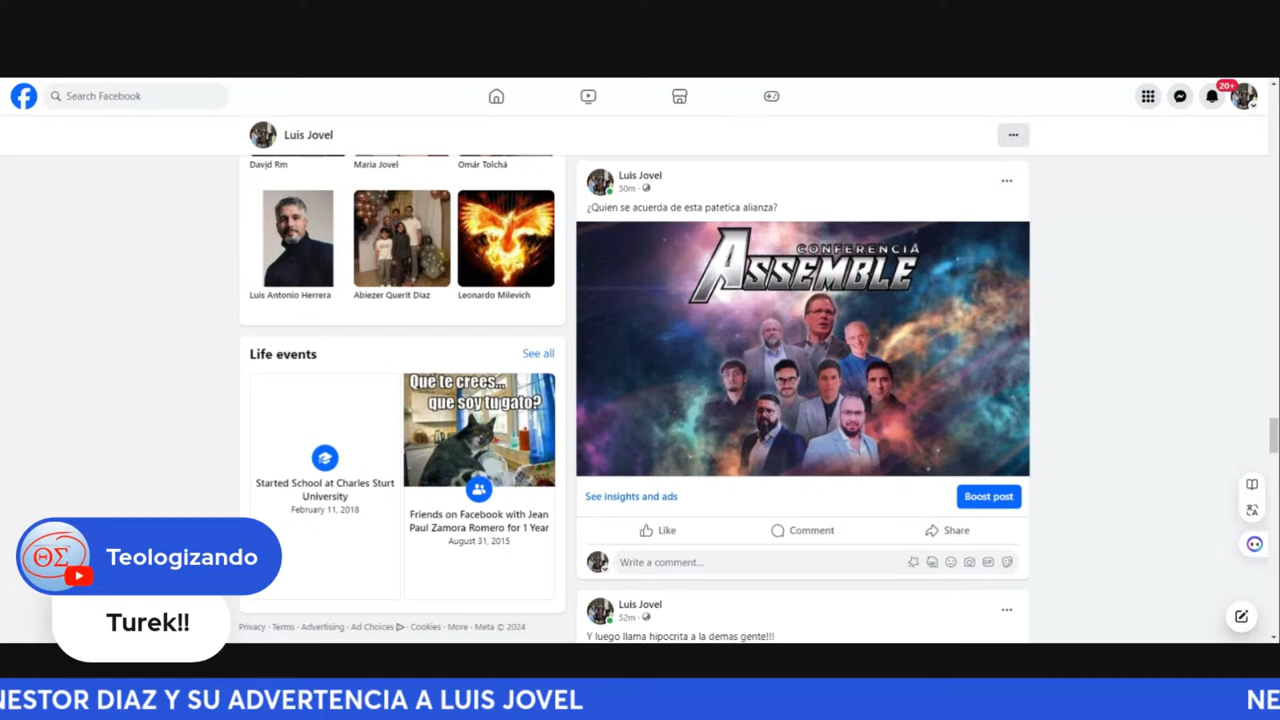 Search Facebook
20+
Luis Jovel
David Rm
Maria Jovel
Omár Tolchá
Luis Antonio Herrera
Abiezer Querit Diaz
Leonardo Milevich
Life events
See all
Qué te crees...
que soy tu gato?
Started School at Charles Sturt
University
February 11, 2018
Friends on Facebook with Jean
Paul Zamora Romero for 1 Year
August 31, 2015
Privacy · Terms · Advertising · Ad Choices · Cookies · More · Meta © 2024
Luis Jovel
50m
¿Quien se acuerda de esta patetica alianza?
CONFERENCIA
ASSEMBLE
See insights and ads
Boost post
Like
Comment
Share
Write a comment...
GIF
Luis Jovel
52m
Y luego llama hipocrita a la demas gente!!!
ΘΣ
Teologizando
Turek!!
NESTOR DIAZ Y SU ADVERTENCIA A LUIS JOVEL
NE